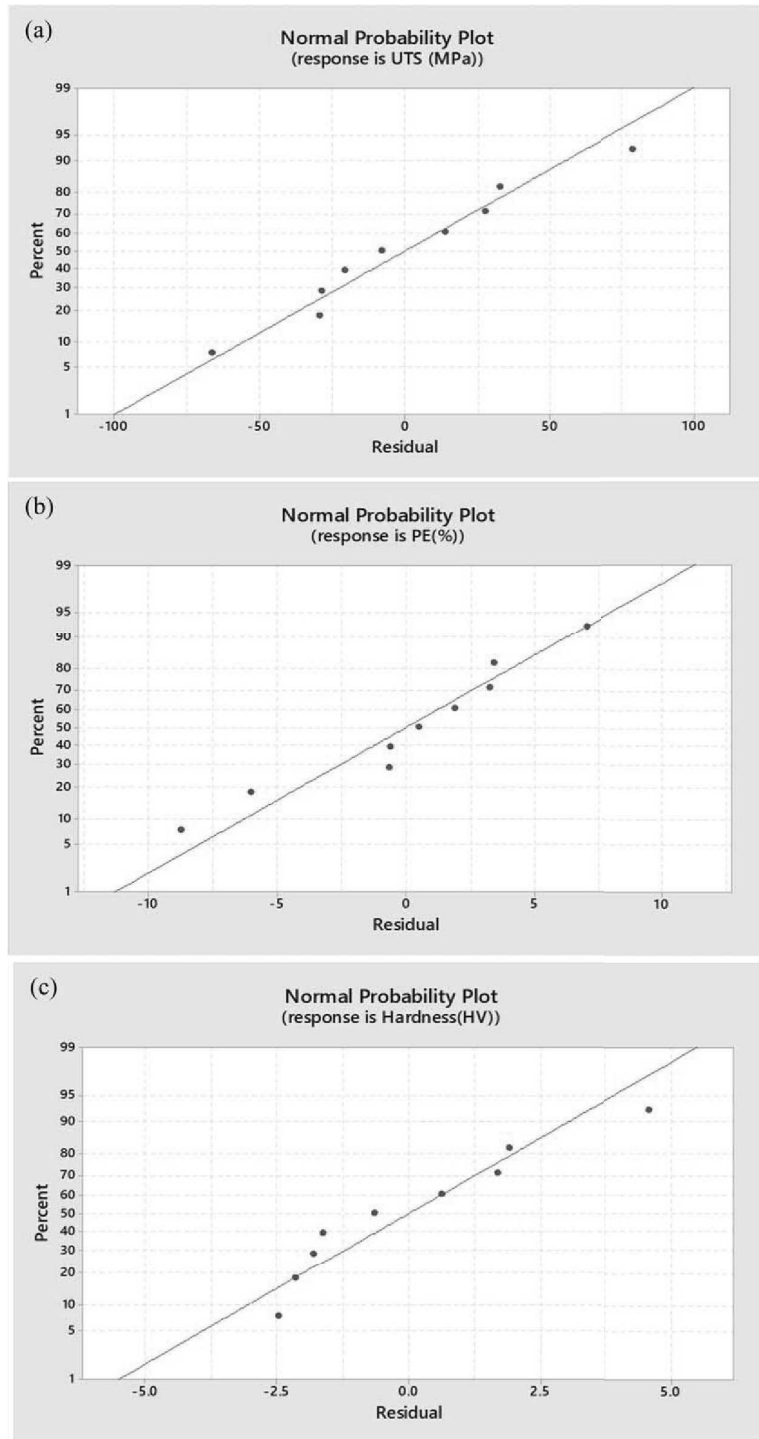 (a)
Normal Probability Plot
(response is UTS (MPa))
99
95
90
80
70
60
50
40
30
20
10
5
1
Percent
-100 -50 0 50 100
Residual
(b)
Normal Probability Plot
(response is PE(%))
99
95
90
80
70
60
50
40
30
20
10
5
1
Percent
-10 -5 0 5 10
Residual
(c)
Normal Probability Plot
(response is Hardness(HV))
99
95
90
80
70
60
50
40
30
20
10
5
1
Percent
-5.0 -2.5 0.0 2.5 5.0
Residual